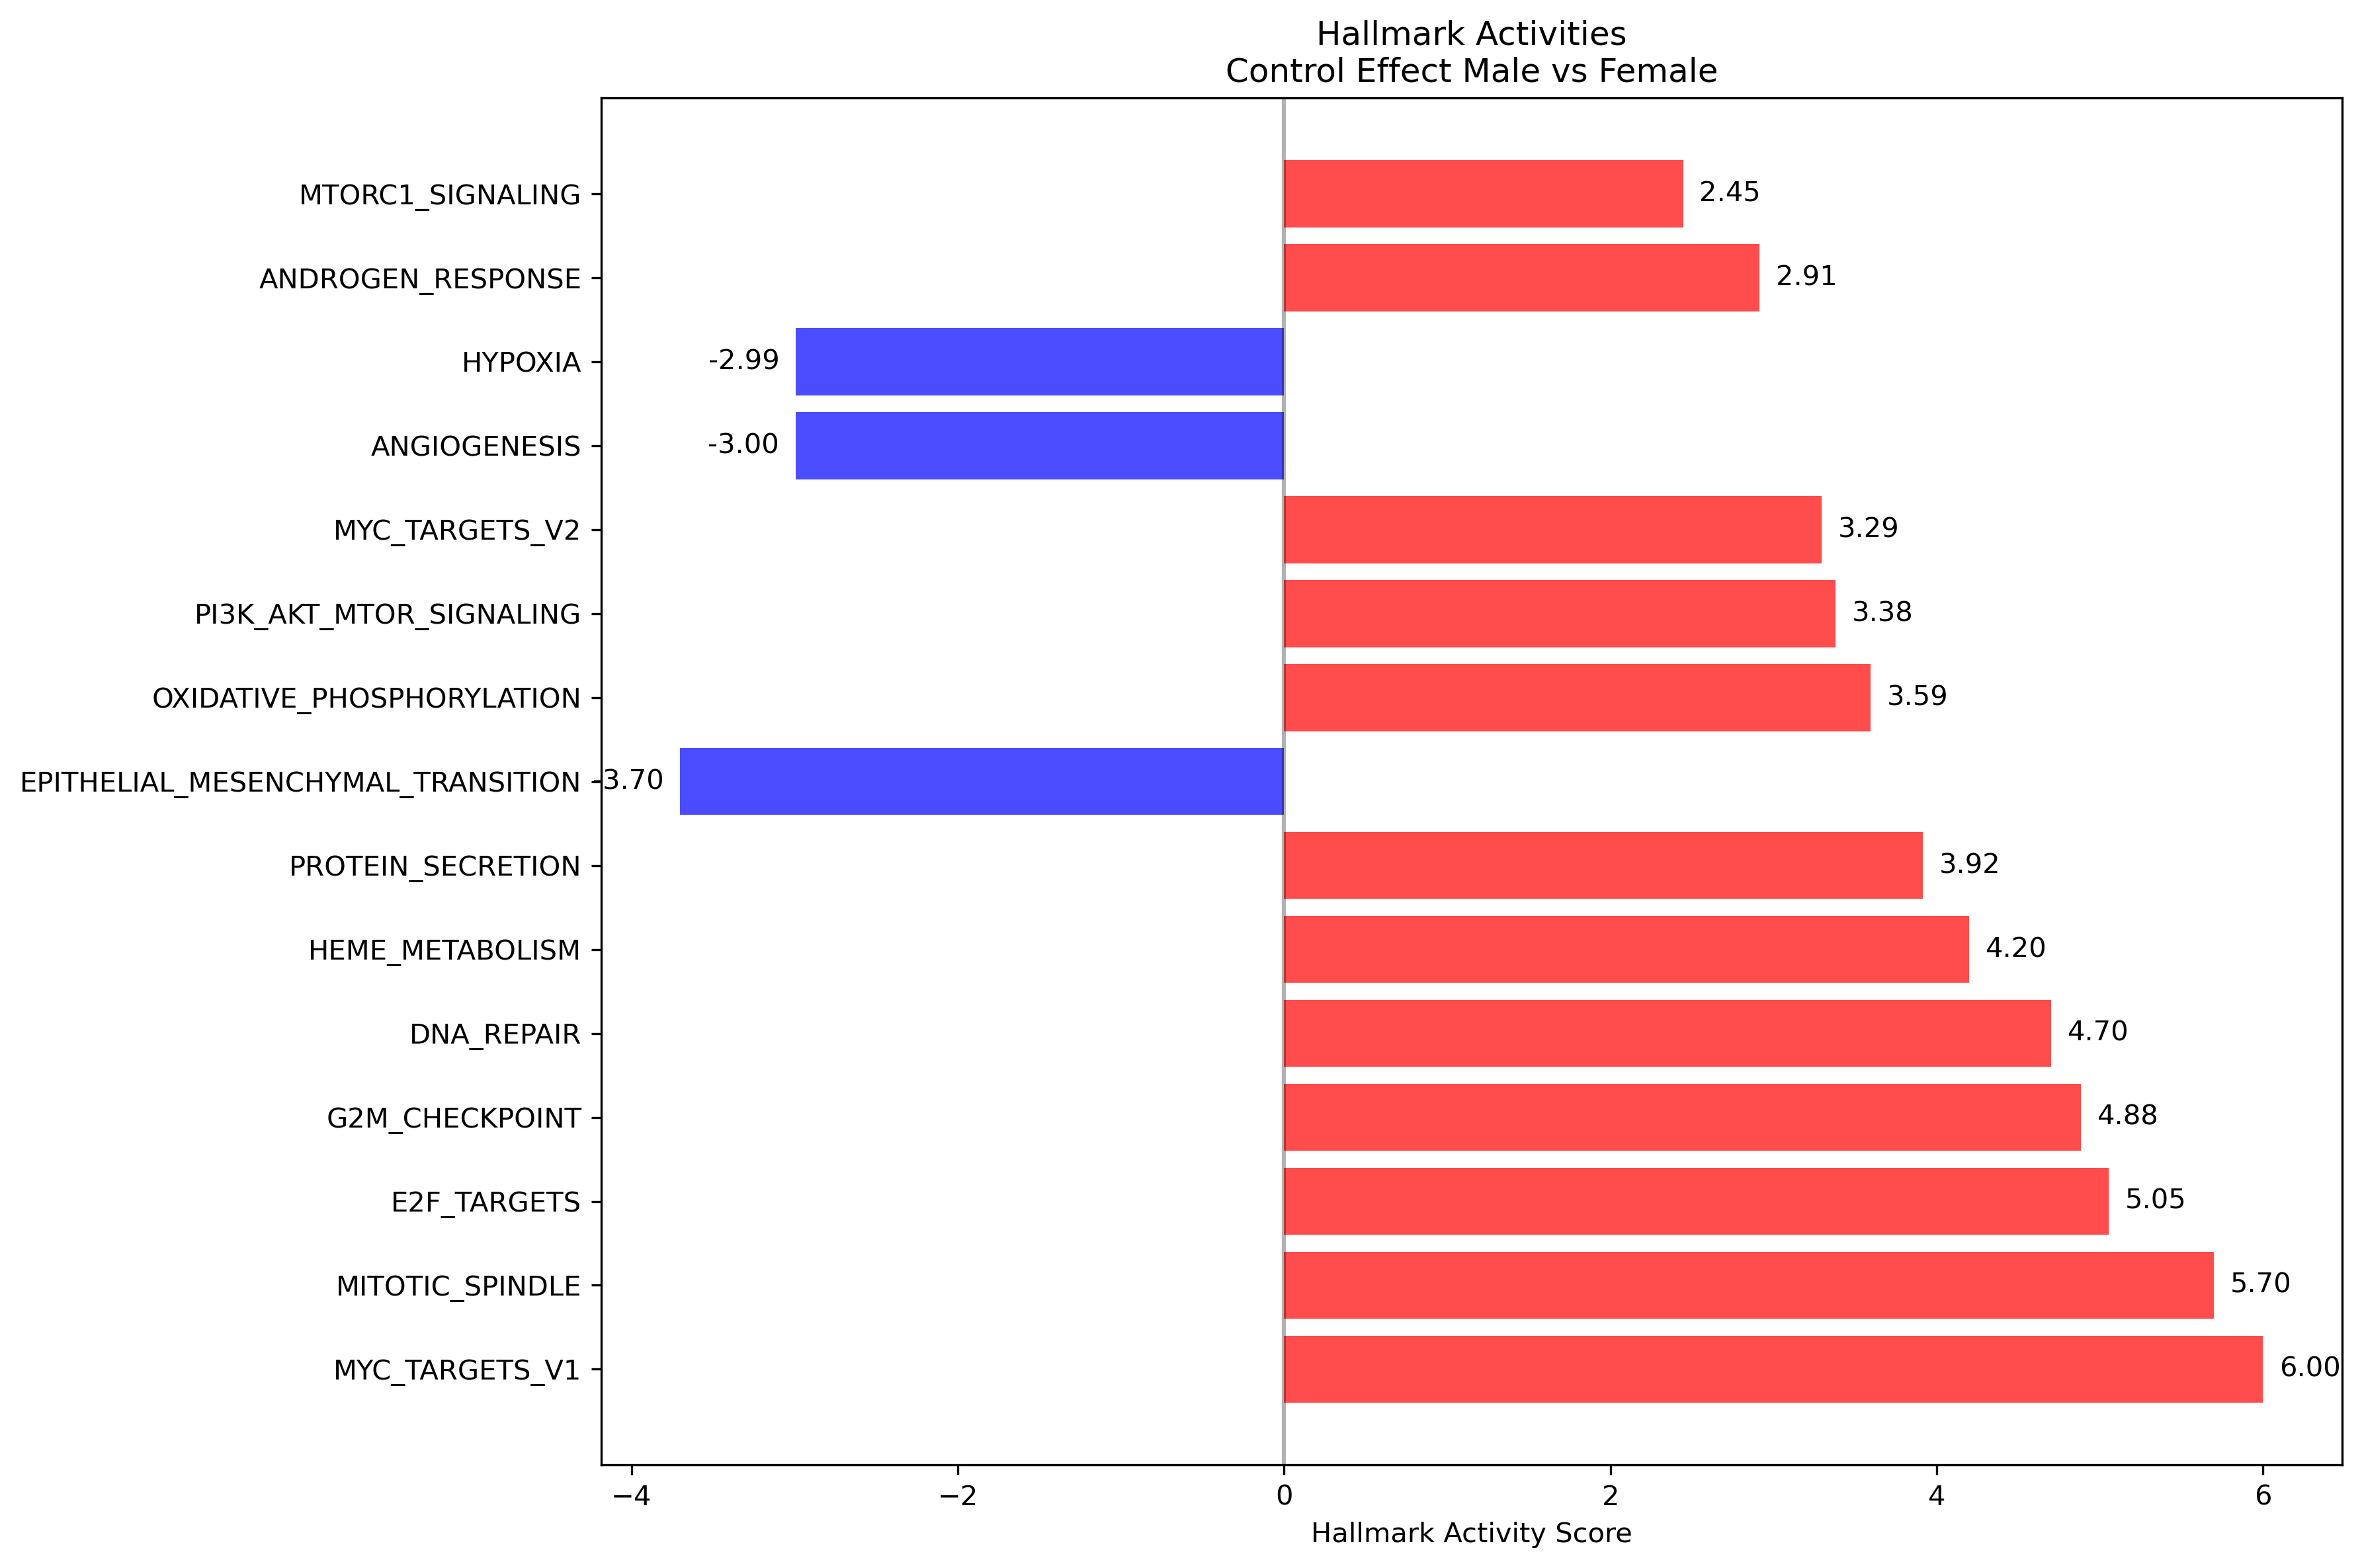 Hallmark Activities
Control Effect Male vs Female
MTORC1_SIGNALING 2.45
ANDROGEN_RESPONSE 2.91
HYPOXIA -2.99
ANGIOGENESIS -3.00
MYC_TARGETS_V2 3.29
PI3K_AKT_MTOR_SIGNALING 3.38
OXIDATIVE_PHOSPHORYLATION 3.59
EPITHELIAL_MESENCHYMAL_TRANSITION -3.70
PROTEIN_SECRETION 3.92
HEME_METABOLISM 4.20
DNA_REPAIR 4.70
G2M_CHECKPOINT 4.88
E2F_TARGETS 5.05
MITOTIC_SPINDLE 5.70
MYC_TARGETS_V1 6.00
−4 −2 0 2 4 6
Hallmark Activity Score